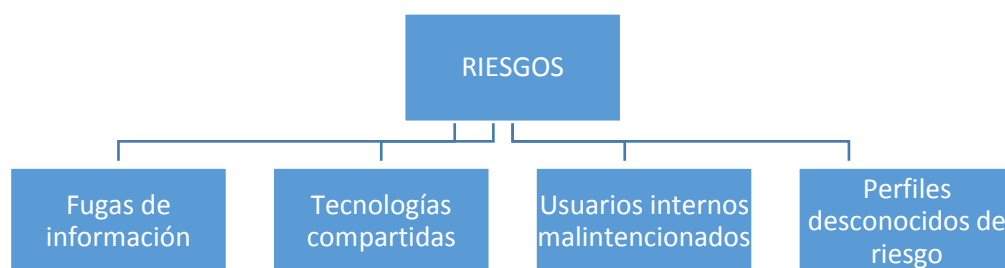 RIESGOS
Fugas de
información
Tecnologías
compartidas
Usuarios internos
malintencionados
Perfiles
desconocidos de
riesgo